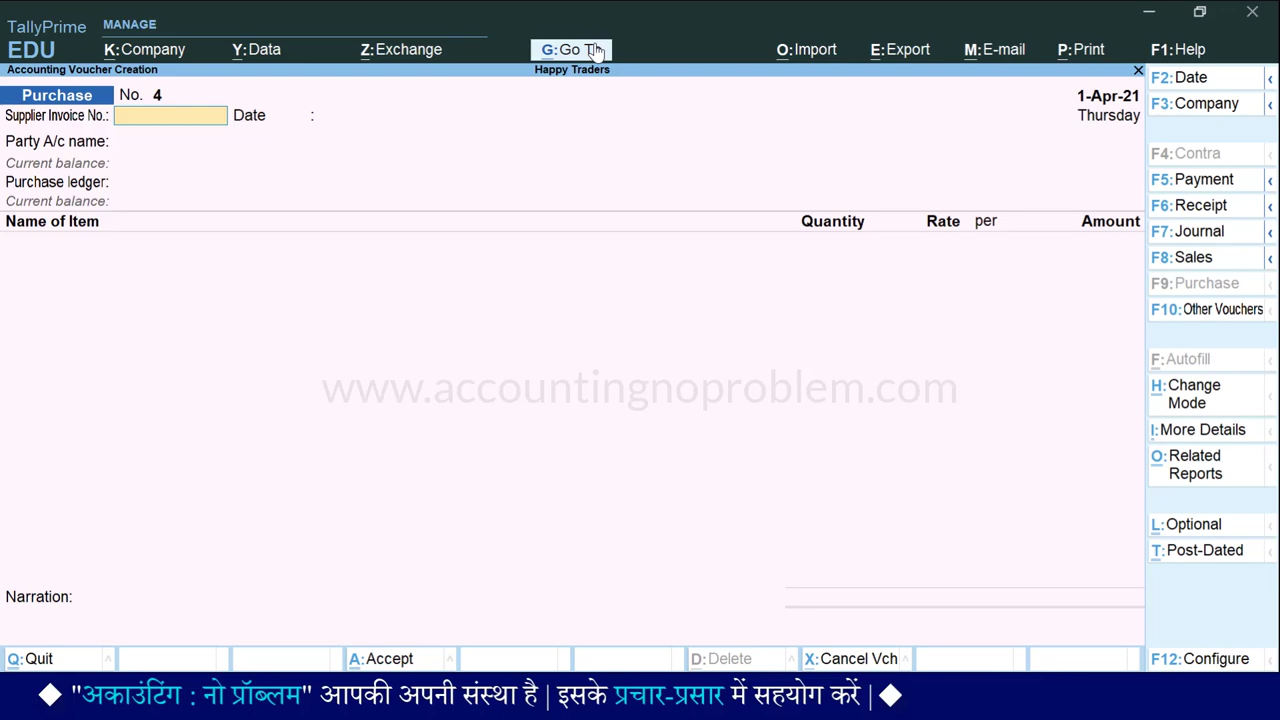 TallyPrime
MANAGE
EDU
K:Company
Y:Data
Z:Exchange
G:Go
O:Import
E:Export
M:E-mail
P:Print
F1:Help
Accounting Voucher Creation
Happy Traders
Purchase No. 4
1-Apr-21
Supplier Invoice No.:
Date :
Thursday
Party A/c name:
Current balance:
Purchase ledger:
Current balance:
Name of Item
Quantity
Rate per
Amount
www.accountingnoproblem.com
Narration:
F2:Date
F3:Company
F4:Contra
F5:Payment
F6:Receipt
F7:Journal
F8:Sales
F9:Purchase
F10:Other Vouchers
F:Autofill
H:Change
Mode
I:More Details
O:Related
Reports
L:Optional
T:Post-Dated
Q:Quit
A:Accept
D:Delete
X:Cancel Vch
F12:Configure
◆ "अकाउंटिंग : नो प्रॉब्लम" आपकी अपनी संस्था है | इसके प्रचार-प्रसार में सहयोग करें | ◆